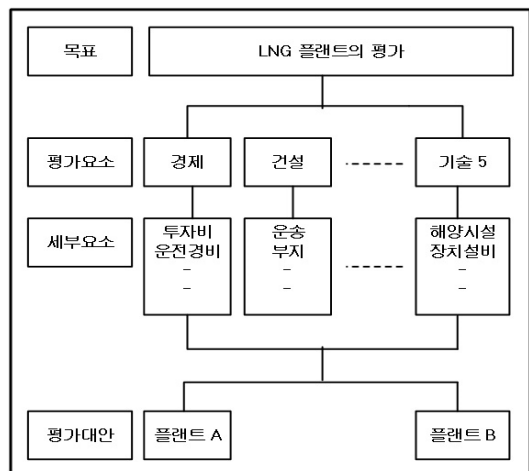 목표
LNG 플랜트의 평가
평가요소
경제
건설
기술 5
세부요소
투자비
운전경비
-
-
운송
부지
-
-
해양시설
장치설비
-
-
평가대안
플랜트 A
플랜트 B